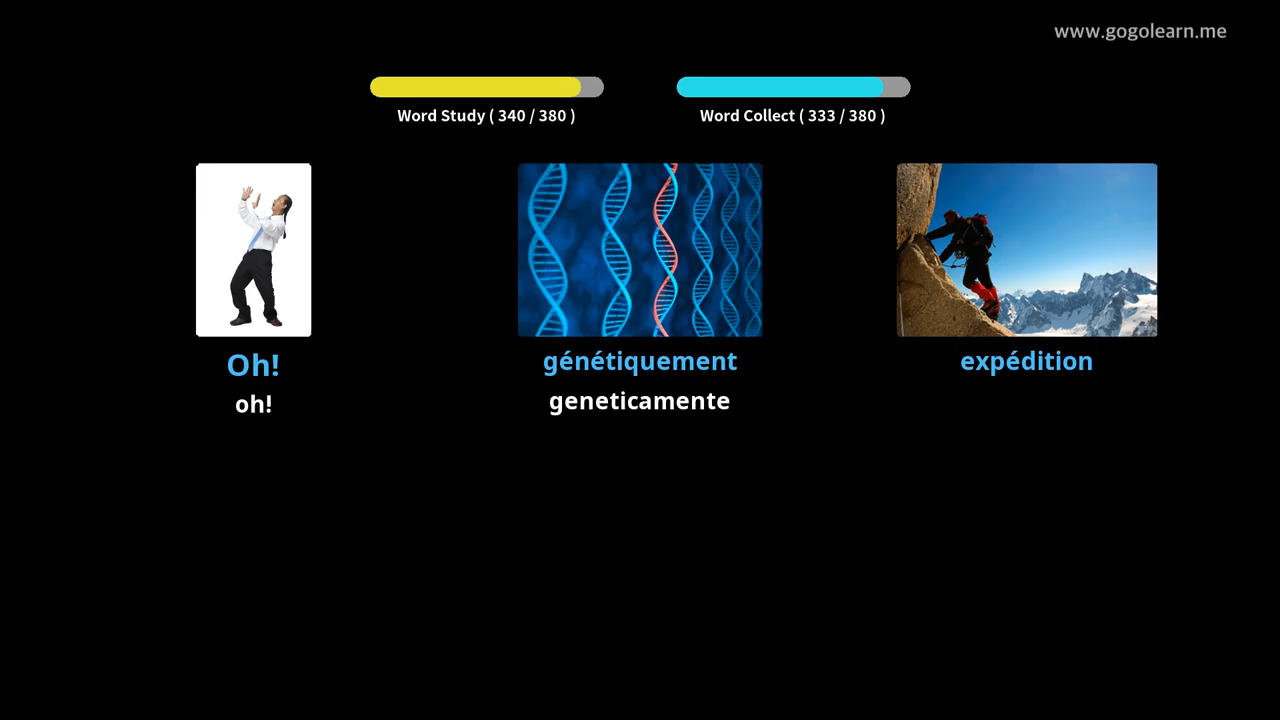 www.gogolearn.me
Word Study ( 340 / 380 )
Word Collect ( 333 / 380 )
Oh!
oh!
génétiquement
geneticamente
expédition